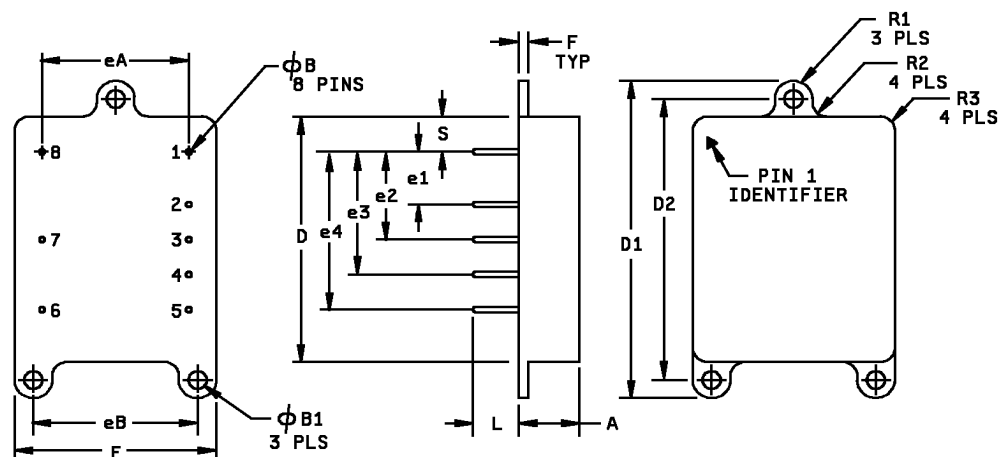 eA
ϕB
8 PINS
8
1
2
7
3
4
6
5
eB
ϕB1
3 PLS
F
TYP
S
e1
e2
e3
e4
D
L
A
R1
3 PLS
R2
4 PLS
R3
4 PLS
PIN 1
IDENTIFIER
D2
D1